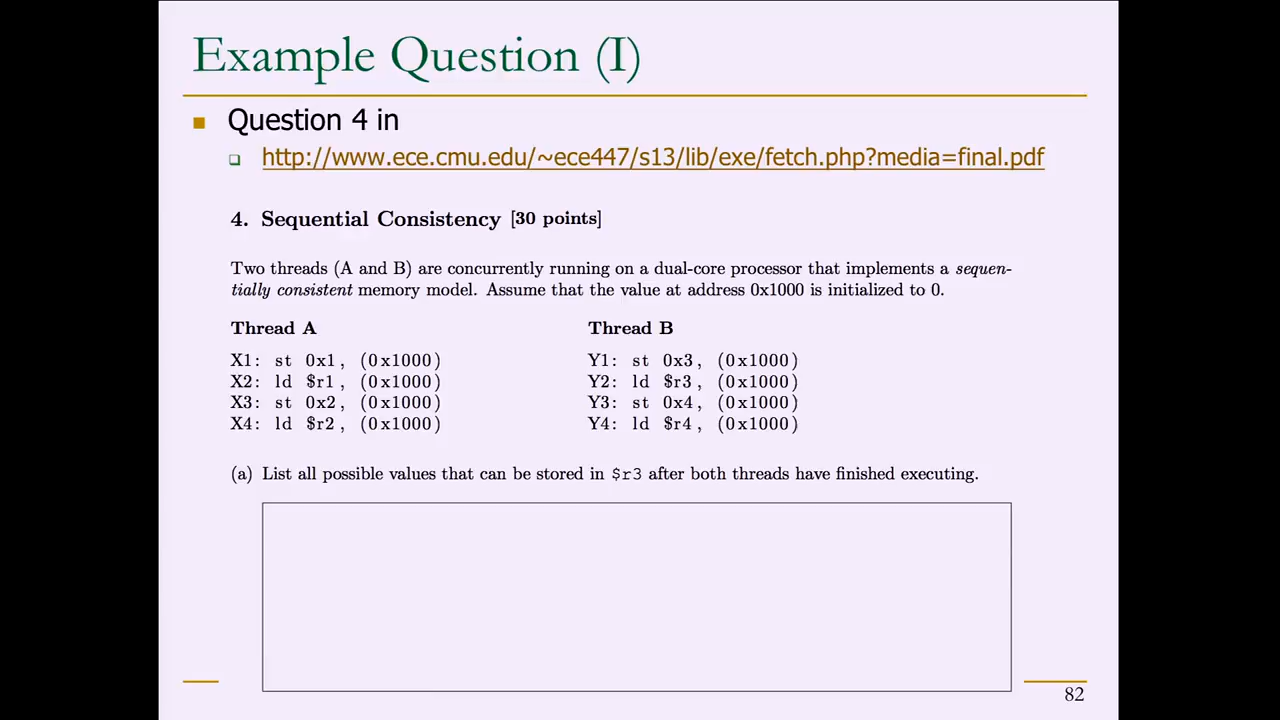 Example Question (I)
Question 4 in
http://www.ece.cmu.edu/~ece447/s13/lib/exe/fetch.php?media=final.pdf
4. Sequential Consistency [30 points]
Two threads (A and B) are concurrently running on a dual-core processor that implements a sequen-
tially consistent memory model. Assume that the value at address 0x1000 is initialized to 0.
Thread A
X1: st 0x1, (0x1000)
X2: ld $r1, (0x1000)
X3: st 0x2, (0x1000)
X4: ld $r2, (0x1000)
Thread B
Y1: st 0x3, (0x1000)
Y2: ld $r3, (0x1000)
Y3: st 0x4, (0x1000)
Y4: ld $r4, (0x1000)
(a) List all possible values that can be stored in $r3 after both threads have finished executing.
82